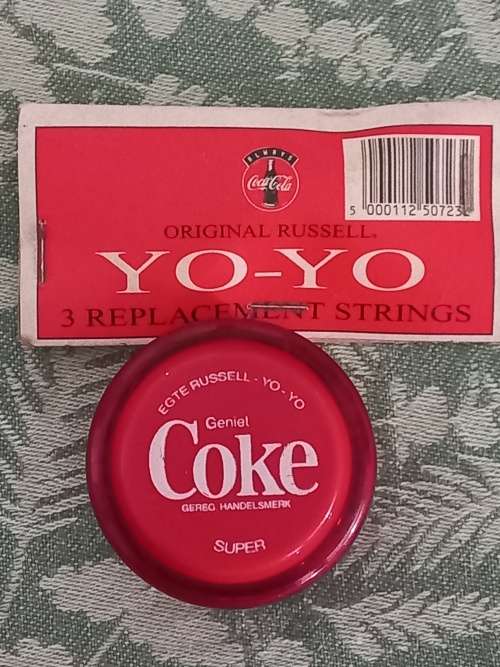 ALWAYS
Coca-Cola
5 000112 50723
ORIGINAL RUSSELL®
YO-YO
3 REPLACEMENT STRINGS
EGTE RUSSELL - YO - YO
Geniet
Coke
GEREG HANDELSMERK
SUPER